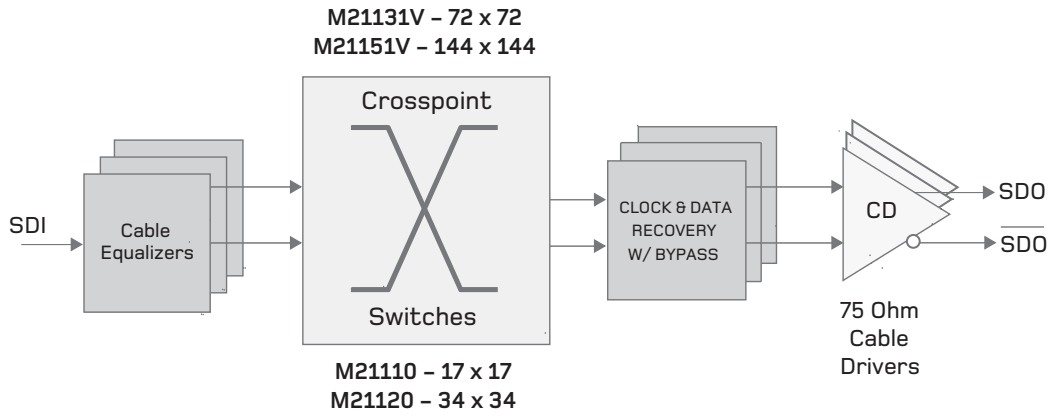 M21131V – 72 x 72
M21151V – 144 x 144
Crosspoint
Switches
SDI
Cable
Equalizers
CLOCK & DATA
RECOVERY
W/ BYPASS
CD
SDO
SDO
75 Ohm
Cable
Drivers
M21110 – 17 x 17
M21120 – 34 x 34